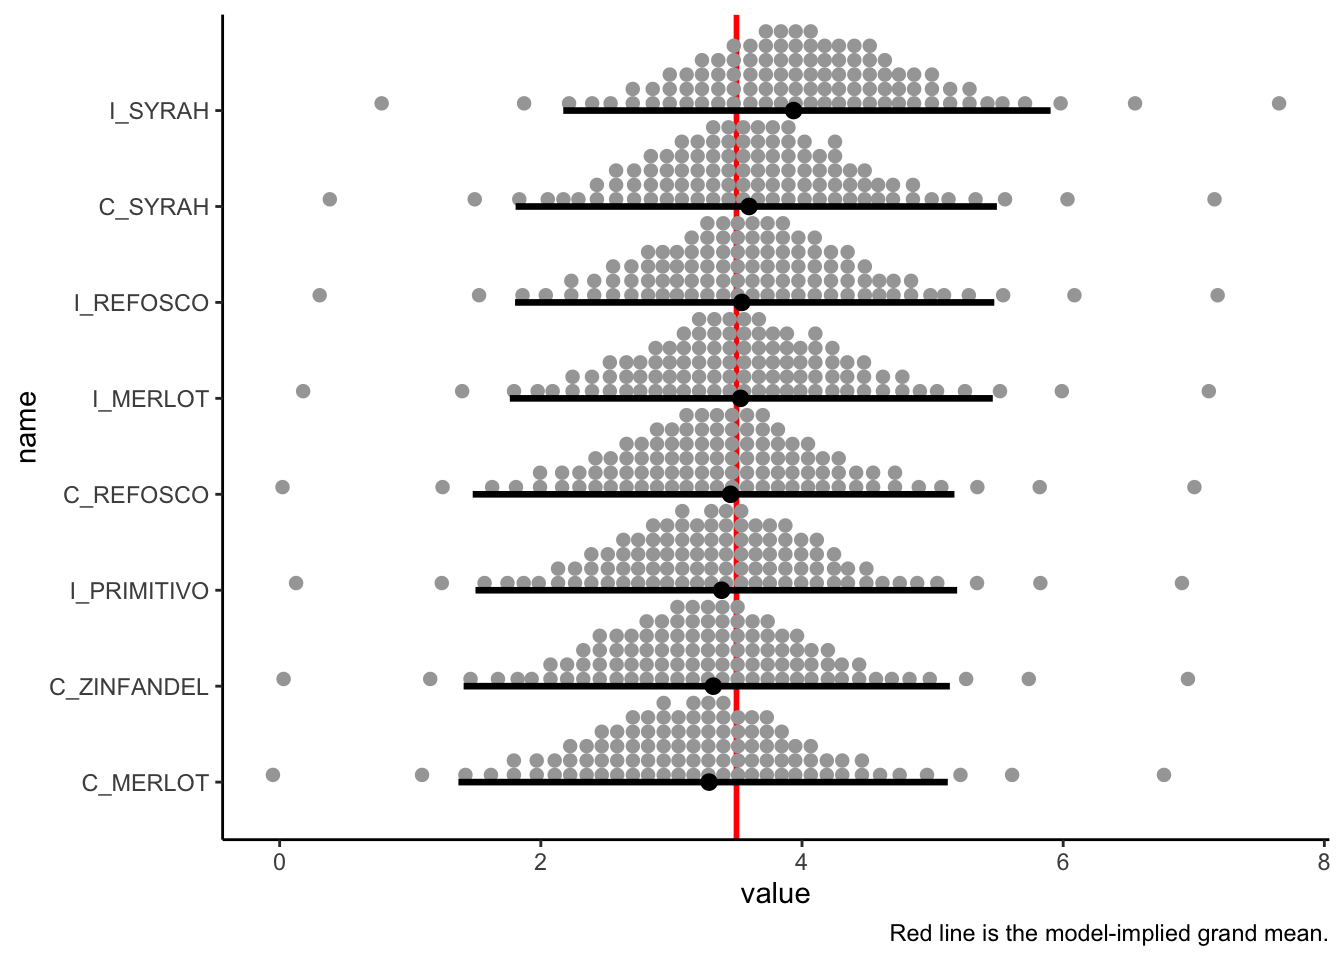 I_SYRAH
C_SYRAH
I_REFOSCO
I_MERLOT
C_REFOSCO
I_PRIMITIVO
C_ZINFANDEL
C_MERLOT
name
0 2 4 6 8
value
Red line is the model-implied grand mean.